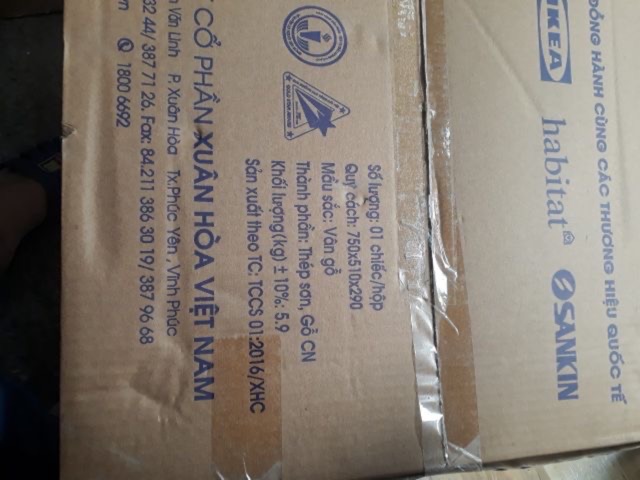 ĐỒNG HÀNH CÙNG CÁC THƯƠNG HIỆU QUỐC TẾ
IKEA habitat SANKIN
Số lượng: 01 chiếc/hộp
Quy cách: 750x510x290
Mầu sắc: Vân gỗ
Thành phần: Thép sơn, Gỗ CN
Khối lượng(kg) ± 10%: 5.9
Sản xuất theo TC: TCCS 01:2016/XHC
CỔ PHẦN XUÂN HÒA VIỆT NAM
Văn Linh P. Xuân Hòa Tx.Phúc Yên, Vĩnh Phúc
32 44/ 387 71 26. Fax: 84.211 386 30 19/ 387 96 68
1800 6692